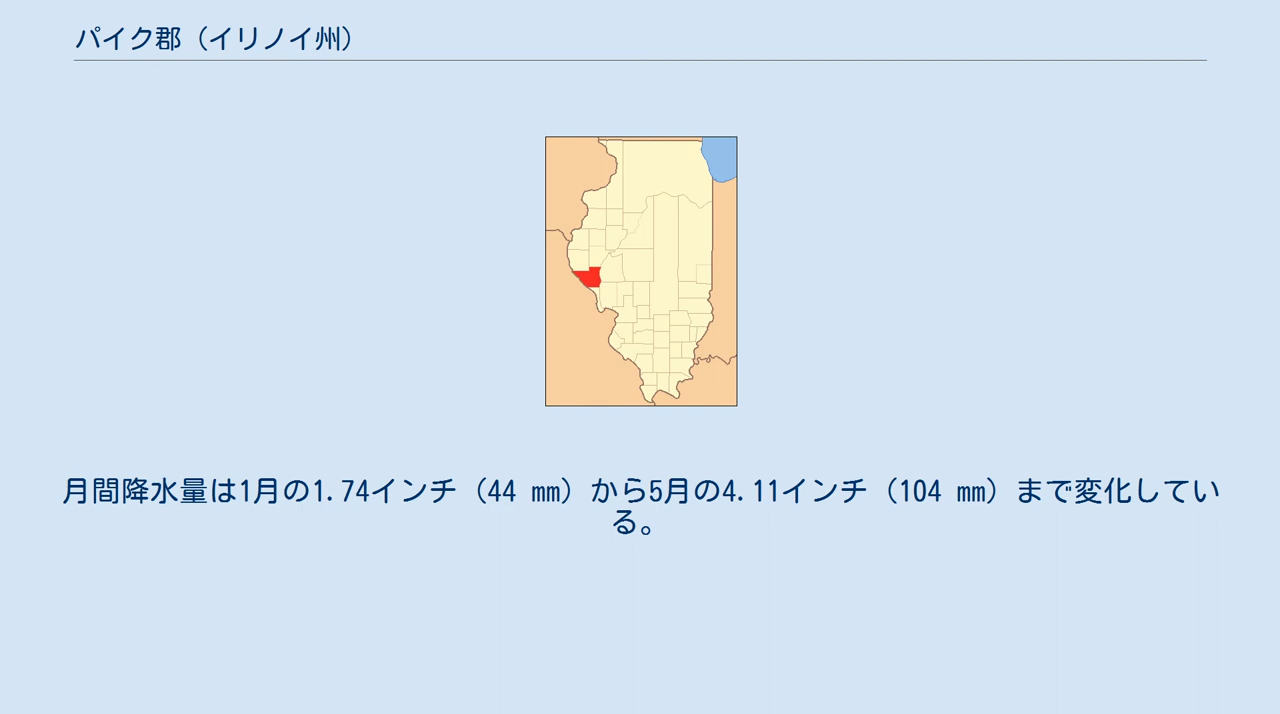 パイク郡（イリノイ州）
月間降水量は1月の1.74インチ（44 mm）から5月の4.11インチ（104 mm）まで変化してい
る。